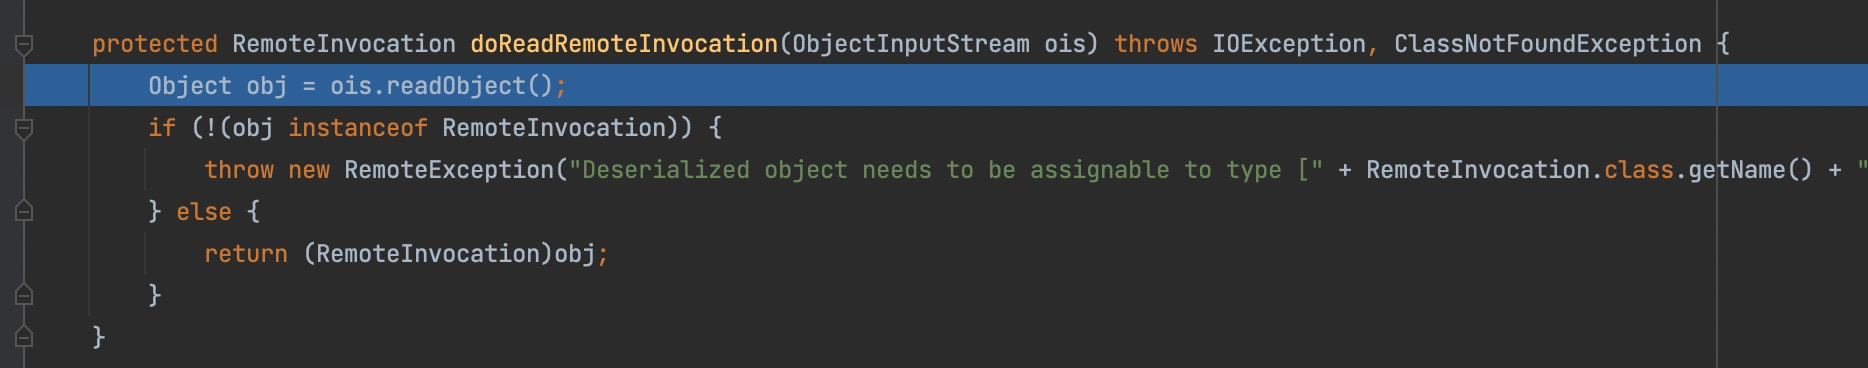 protected RemoteInvocation doReadRemoteInvocation(ObjectInputStream ois) throws IOException, ClassNotFoundException {
Object obj = ois.readObject();
if (!(obj instanceof RemoteInvocation)) {
throw new RemoteException("Deserialized object needs to be assignable to type [" + RemoteInvocation.class.getName() + "
} else {
return (RemoteInvocation)obj;
}
}